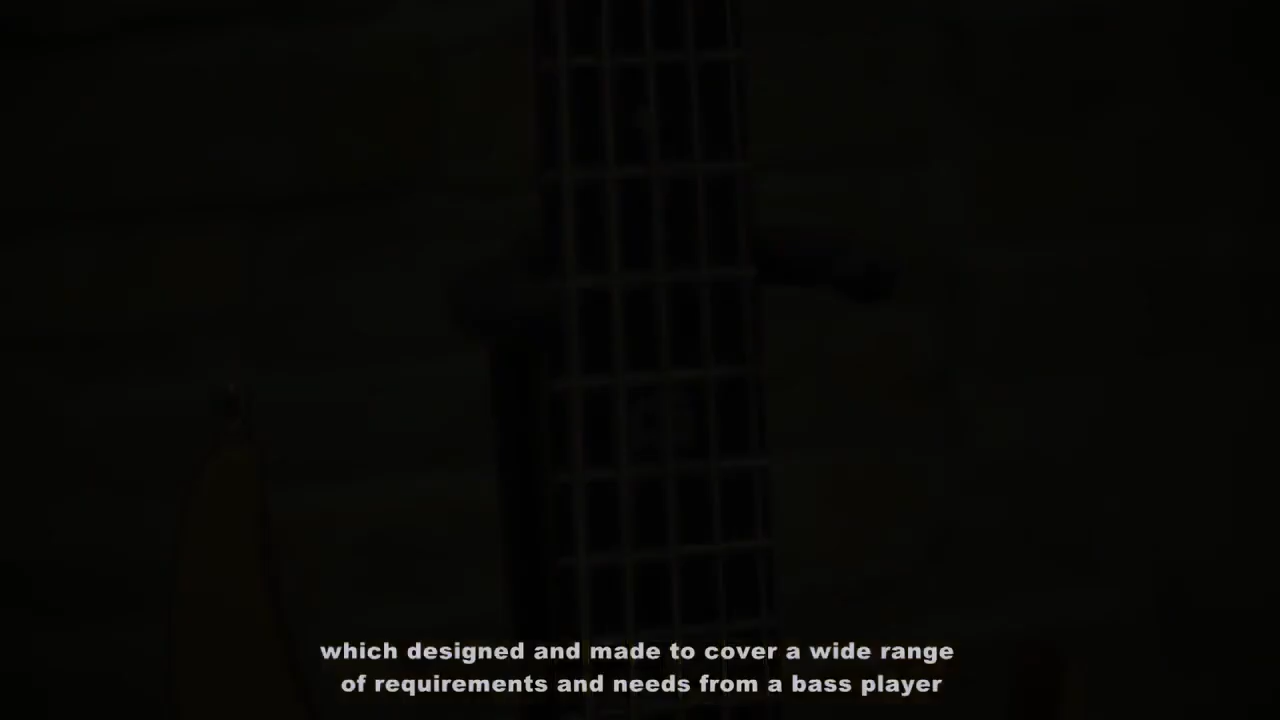 which designed and made to cover a wide range
of requirements and needs from a bass player